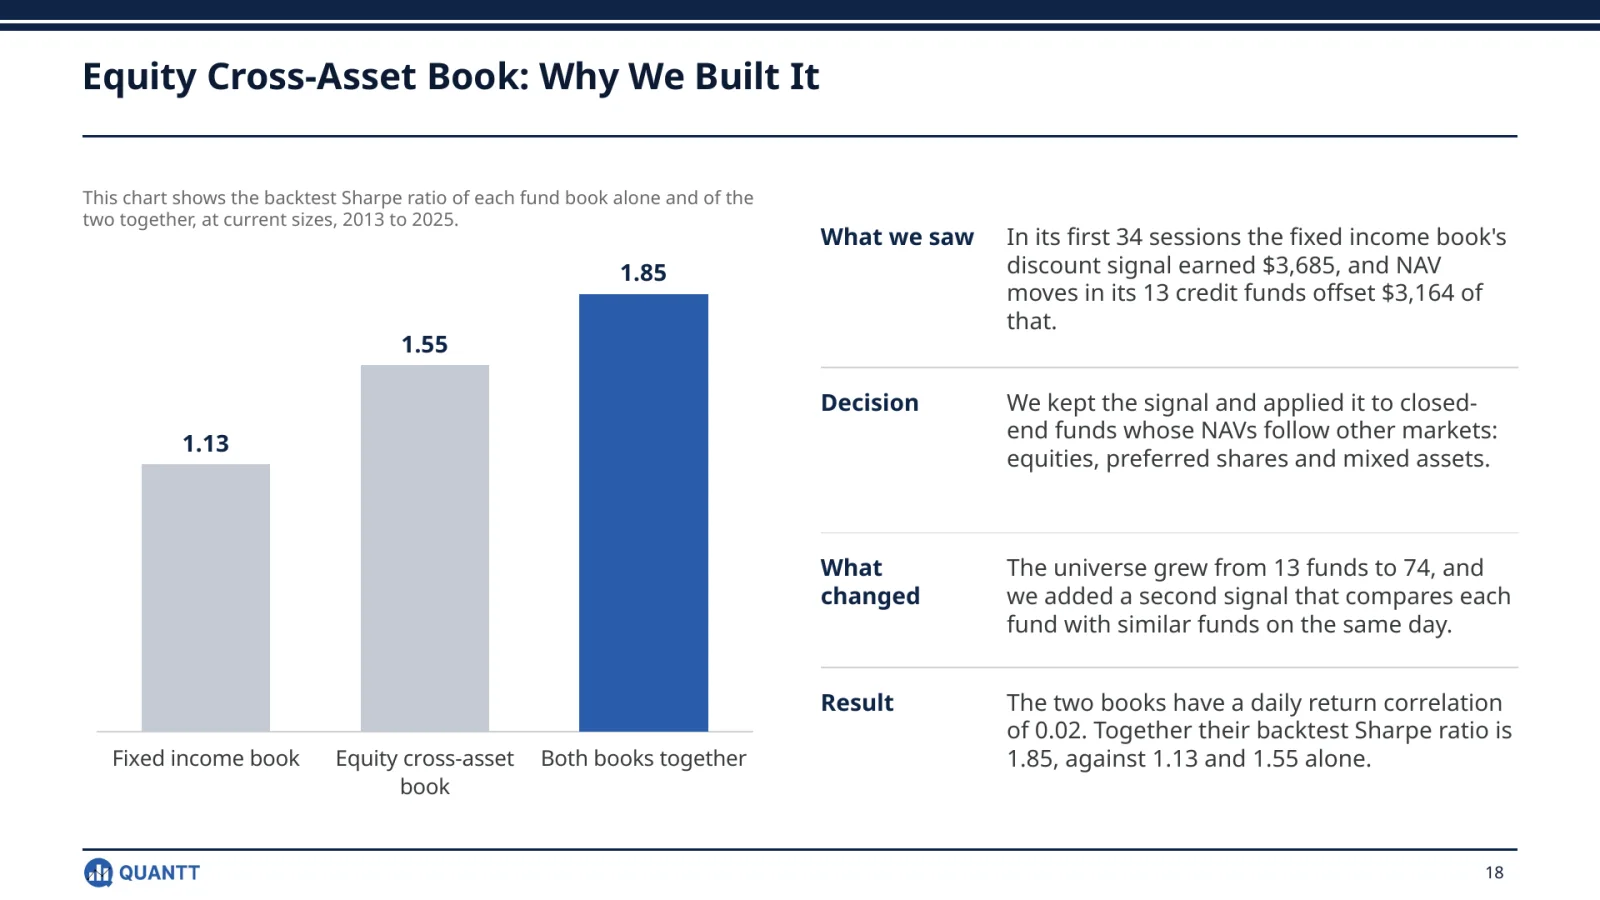 Equity Cross-Asset Book: Why We Built It
This chart shows the backtest Sharpe ratio of each fund book alone and of the
two together, at current sizes, 2013 to 2025.
1.13
1.55
1.85
Fixed income book
Equity cross-asset
book
Both books together
What we saw
In its first 34 sessions the fixed income book's
discount signal earned $3,685, and NAV
moves in its 13 credit funds offset $3,164 of
that.
Decision
We kept the signal and applied it to closed-
end funds whose NAVs follow other markets:
equities, preferred shares and mixed assets.
What
changed
The universe grew from 13 funds to 74, and
we added a second signal that compares each
fund with similar funds on the same day.
Result
The two books have a daily return correlation
of 0.02. Together their backtest Sharpe ratio is
1.85, against 1.13 and 1.55 alone.
QUANTT
18